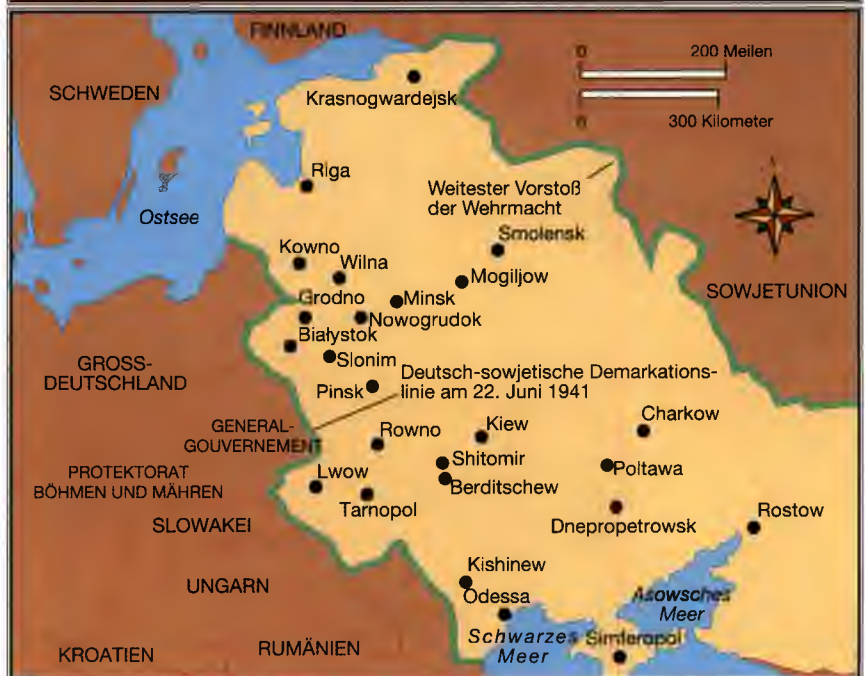 FINNLAND
0
200 Meilen
SCHWEDEN
Krasnogwardejsk
0
300 Kilometer
Riga
Weitester Vorstoß
der Wehrmacht
Ostsee
Smolensk
Kowno
Wilna
Mogiljow
SOWJETUNION
Grodno
Minsk
Nowogrudok
Białystok
Slonim
GROSS-
DEUTSCHLAND
Deutsch-sowjetische Demarkations-
linie am 22. Juni 1941
Pinsk
Charkow
GENERAL-
GOUVERNEMENT
Rowno
Kiew
Shitomir
Poltawa
PROTEKTORAT
BÖHMEN UND MÄHREN
Lwow
Berditschew
Tarnopol
Rostow
SLOWAKEI
Dnepropetrowsk
Kishinew
UNGARN
Odessa
Asowsches
Meer
Schwarzes
Meer
Simferopol
KROATIEN
RUMÄNIEN